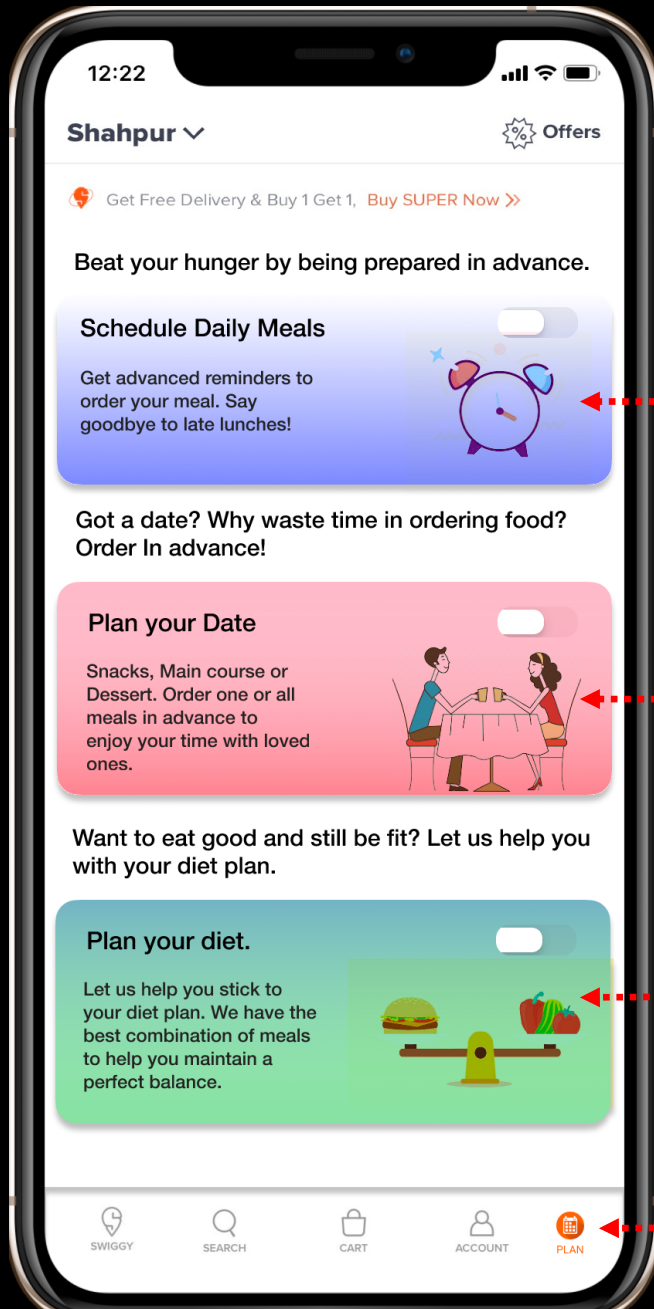 12:22
Shahpur
Offers
Get Free Delivery & Buy 1 Get 1, Buy SUPER Now >>
Beat your hunger by being prepared in advance.
Schedule Daily Meals
Get advanced reminders to
order your meal. Say
goodbye to late lunches!
Got a date? Why waste time in ordering food?
Order In advance!
Plan your Date
Snacks, Main course or
Dessert. Order one or all
meals in advance to
enjoy your time with loved
ones.
Want to eat good and still be fit? Let us help you
with your diet plan.
Plan your diet.
Let us help you stick to
your diet plan. We have the
best combination of meals
to help you maintain a
perfect balance.
SWIGGY
SEARCH
CART
ACCOUNT
PLAN